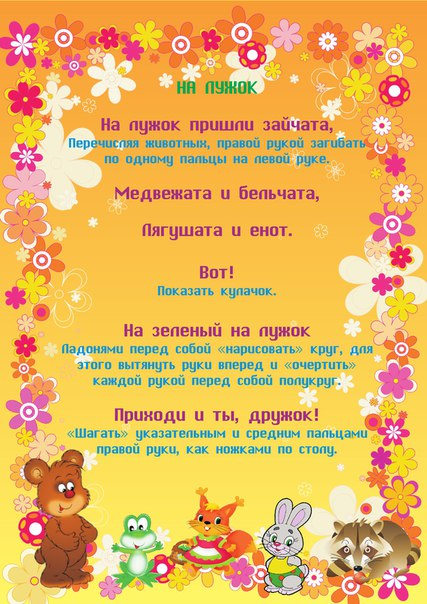 НА ЛУЖОК
На лужок пришли зайчата,
Перечисляя животных, правой рукой загибать
по одному пальцы на левой руке.
Медвежата и бельчата,
Лягушата и енот.
Вот!
Показать кулачок.
На зеленый на лужок
Ладонями перед собой «нарисовать» круг, для
этого вытянуть руки вперед и «очертить»
каждой рукой перед собой полукруг.
Приходи и ты, дружок!
«Шагать» указательным и средним пальцами
правой руки, как ножками по столу.